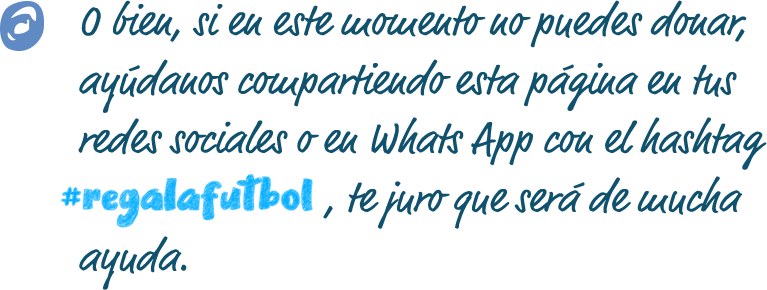 O bien, si en este momento no puedes donar,
ayúdanos compartiendo esta página en tus
redes sociales o en Whats App con el hashtag
#regalafutbol , te juro que será de mucha
ayuda.